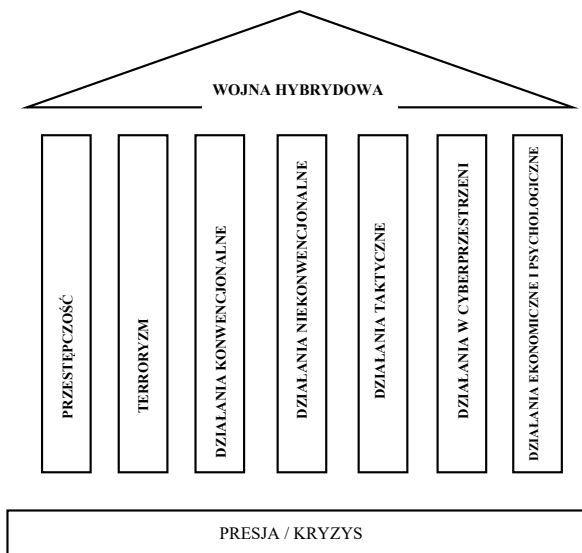 WOJNA HYBRYDOWA
PRZESTĘPCZOŚĆ
TERRORYZM
DZIAŁANIA KONWENCJONALNE
DZIAŁANIA NIEKONWENCJONALNE
DZIAŁANIA TAKTYCZNE
DZIAŁANIA W CYBERPRZESTRZENI
DZIAŁANIA EKONOMICZNE I PSYCHOLOGICZNE
PRESJA / KRYZYS